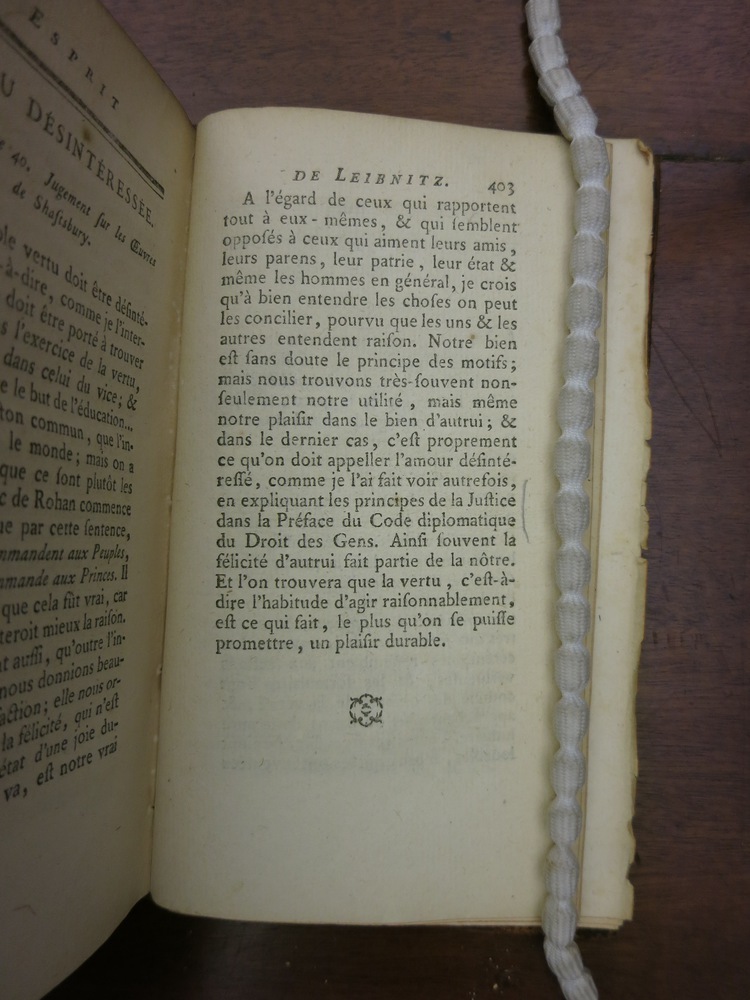 ESPRIT
U DÉSINTÉRESSÉE.
40. Jugement sur les Œuvres
de Shaftsbury.
vertu doit être désinté-
-à-dire, comme je l'inter-
doit être porté à trouver
l'exercice de la vertu,
dans celui du vice; &
le but de l'éducation...
ton commun, que l'in-
le monde; mais on a
que ce ſont plutôt les
c de Rohan commence
ue par cette ſentence,
mmandent aux Peuples,
mmande aux Princes. Il
que cela fût vrai, car
teroit mieux la raiſon.
t auſſi, qu'outre l'in-
nous donnions beau-
faction; elle nous or-
la félicité, qui n'eſt
état d'une joie du-
va, eſt notre vrai
DE LEIBNITZ. 403
A l'égard de ceux qui rapportent
tout à eux-mêmes, & qui ſemblent
oppoſés à ceux qui aiment leurs amis,
leurs parens, leur patrie, leur état &
même les hommes en général, je crois
qu'à bien entendre les choſes on peut
les concilier, pourvu que les uns & les
autres entendent raiſon. Notre bien
eſt ſans doute le principe des motifs;
mais nous trouvons très-ſouvent non-
ſeulement notre utilité, mais même
notre plaiſir dans le bien d'autrui; &
dans le dernier cas, c'eſt proprement
ce qu'on doit appeller l'amour déſinté-
reſſé, comme je l'ai fait voir autrefois,
en expliquant les principes de la Juſtice
dans la Préface du Code diplomatique
du Droit des Gens. Ainſi ſouvent la
félicité d'autrui fait partie de la nôtre.
Et l'on trouvera que la vertu, c'eſt-à-
dire l'habitude d'agir raiſonnablement,
eſt ce qui fait, le plus qu'on ſe puiſſe
promettre, un plaiſir durable.